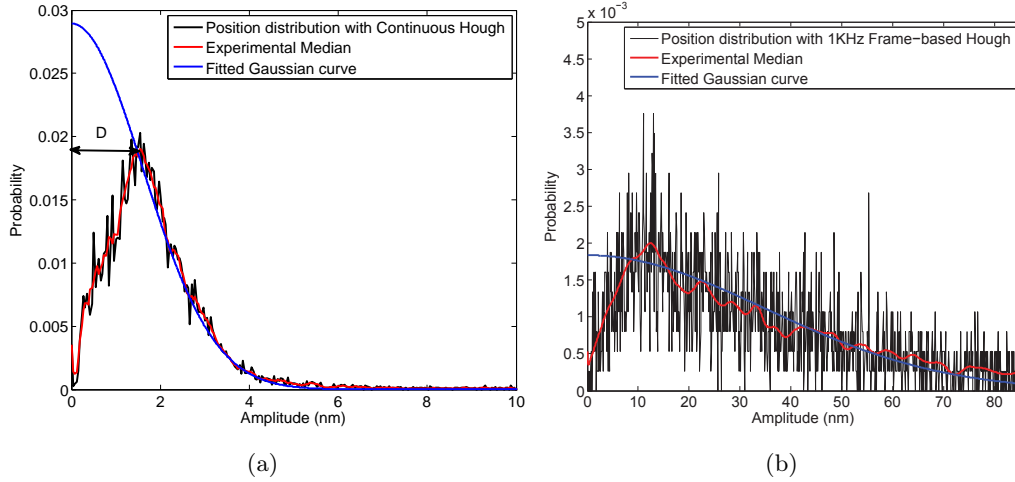 0.03
0.025
0.02
0.015
0.01
0.005
0
Probability
0 2 4 6 8 10
Amplitude (nm)
D
Position distribution with Continuous Hough
Experimental Median
Fitted Gaussian curve
(a)
5 x 10⁻³
4.5
4
3.5
3
2.5
2
1.5
1
0.5
0
Probability
0 10 20 30 40 50 60 70 80
Amplitude (nm)
Position distribution with 1KHz Frame-based Hough
Experimental Median
Fitted Gaussian curve
(b)